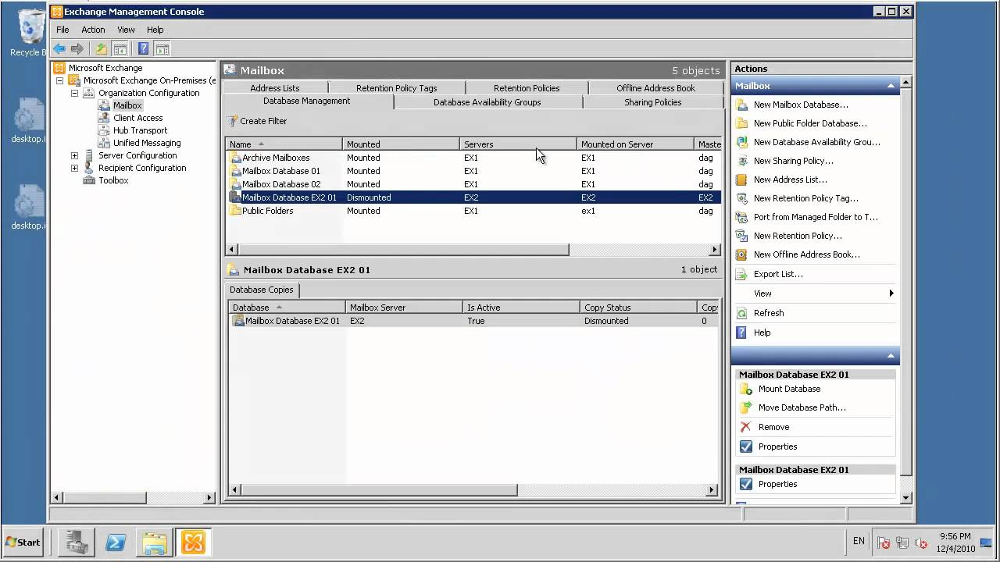 Recycle B
desktop.i
desktop.i
Exchange Management Console
File Action View Help
Microsoft Exchange
Microsoft Exchange On-Premises (e
Organization Configur
Mailbox
Client Access
Hub Transport
Unified Messaging
Server Configuration
Recipient Configuration
Toolbox
Mailbox 5 objects
Address Lists Retention Policy Tags Retention Policies Offline Address Book
Database Management Database Availability Groups Sharing Policies
Create Filter
Name Mounted Servers Mounted on Server Maste
Archive Mailboxes Mounted EX1 EX1 dag
Mailbox Database 01 Mounted EX1 EX1 dag
Mailbox Database 02 Mounted EX1 EX1 dag
Mailbox Database EX2 01 Dismounted EX2 EX2 EX2
Public Folders Mounted EX1 ex1 dag
Mailbox Database EX2 01 1 object
Database Copies
Database Mailbox Server Is Active Copy Status Cop
Mailbox Database EX2 01 EX2 True Dismounted 0
Actions
Mailbox
New Mailbox Database...
New Public Folder Database...
New Database Availability Grou...
New Sharing Policy...
New Address List...
New Retention Policy Tag...
Port from Managed Folder to T...
New Retention Policy...
New Offline Address Book...
Export List...
View
Refresh
Help
Mailbox Database EX2 01
Mount Database
Move Database Path...
Remove
Properties
Mailbox Database EX2 01
Properties
Start
EN
9:56 PM
12/4/2010